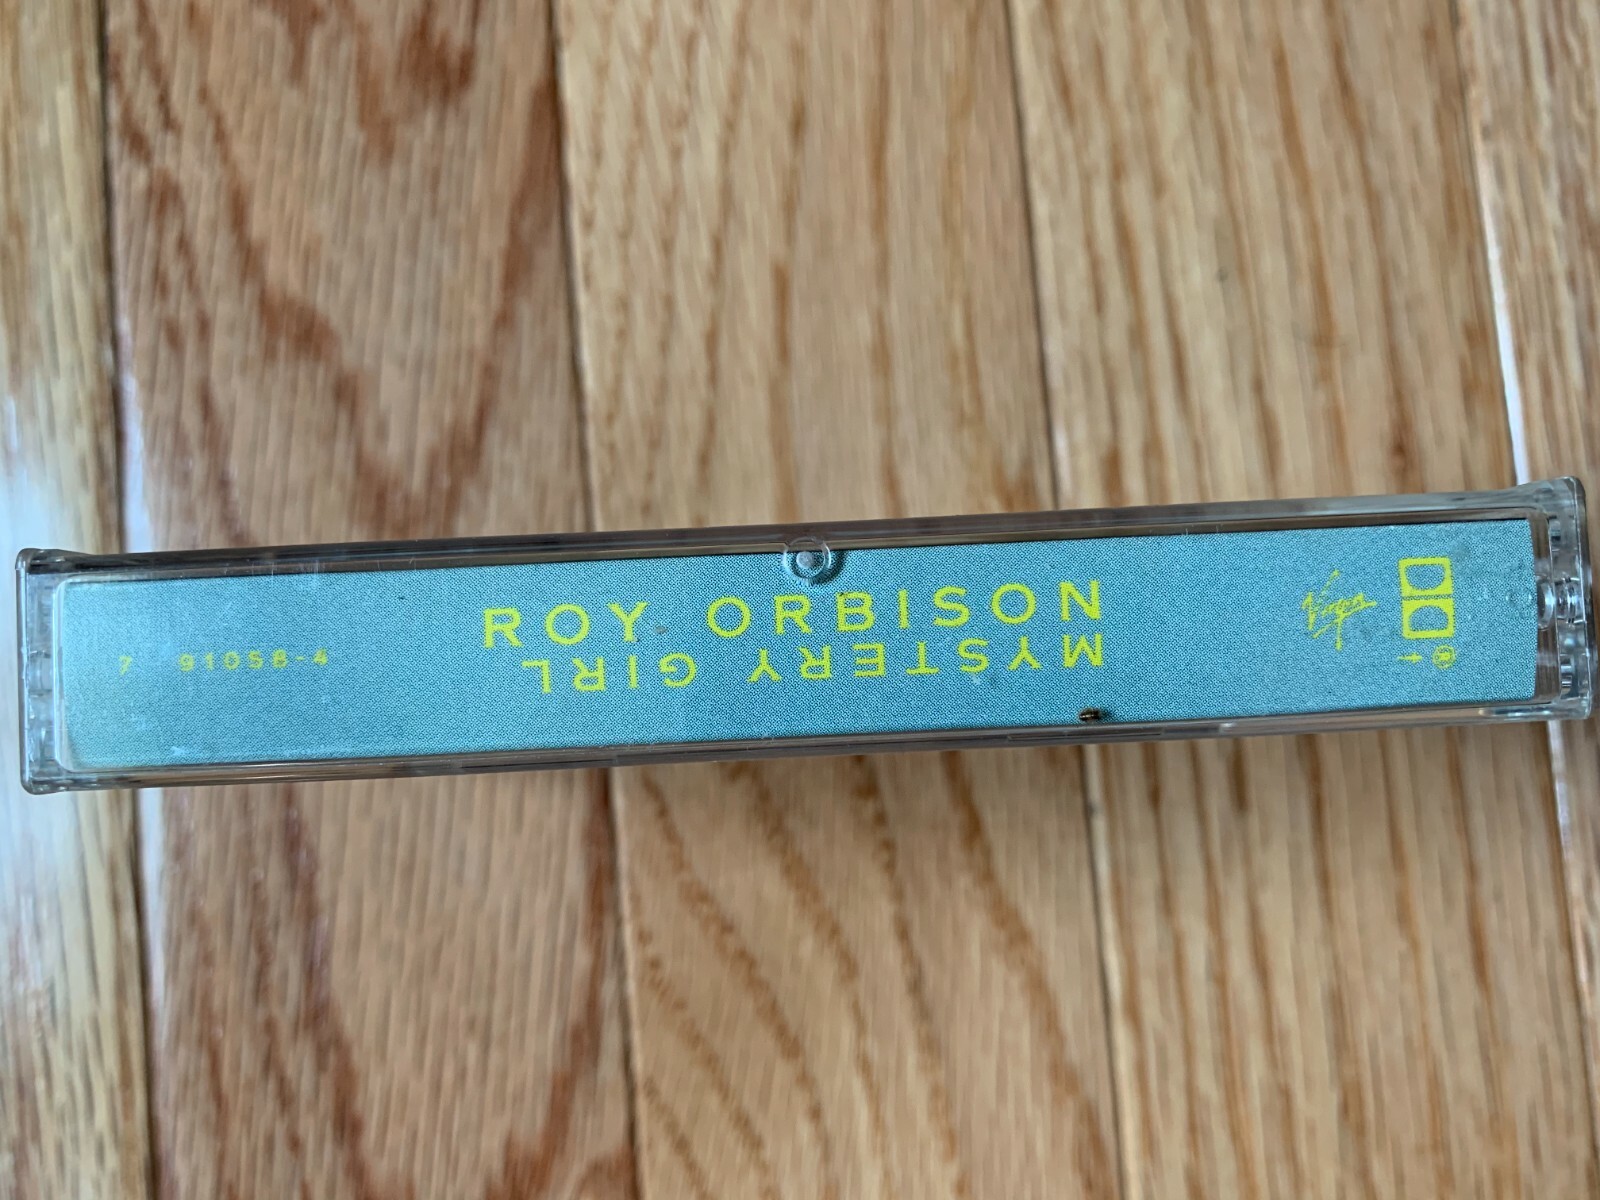 7 91058-4
ROY ORBISON
MYSTERY GIRL
Virgin